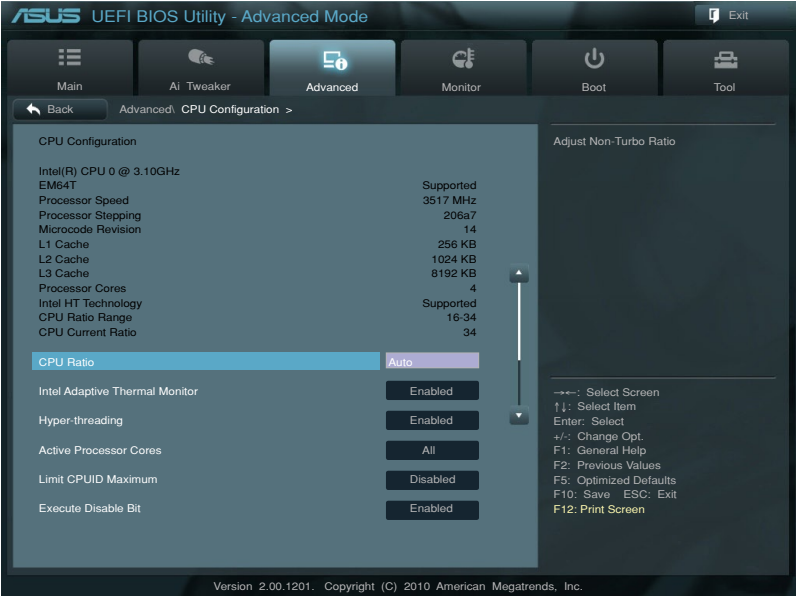 ASUS UEFI BIOS Utility - Advanced Mode
Exit
Main
Ai Tweaker
Advanced
Monitor
Boot
Tool
Back
Advanced\ CPU Configuration >
CPU Configuration
Intel(R) CPU 0 @ 3.10GHz
EM64T Supported
Processor Speed 3517 MHz
Processor Stepping 206a7
Microcode Revision 14
L1 Cache 256 KB
L2 Cache 1024 KB
L3 Cache 8192 KB
Processor Cores 4
Intel HT Technology Supported
CPU Ratio Range 16-34
CPU Current Ratio 34
CPU Ratio Auto
Intel Adaptive Thermal Monitor Enabled
Hyper-threading Enabled
Active Processor Cores All
Limit CPUID Maximum Disabled
Execute Disable Bit Enabled
Adjust Non-Turbo Ratio
→←: Select Screen
↑↓: Select Item
Enter: Select
+/-: Change Opt.
F1: General Help
F2: Previous Values
F5: Optimized Defaults
F10: Save ESC: Exit
F12: Print Screen
Version 2.00.1201. Copyright (C) 2010 American Megatrends, Inc.